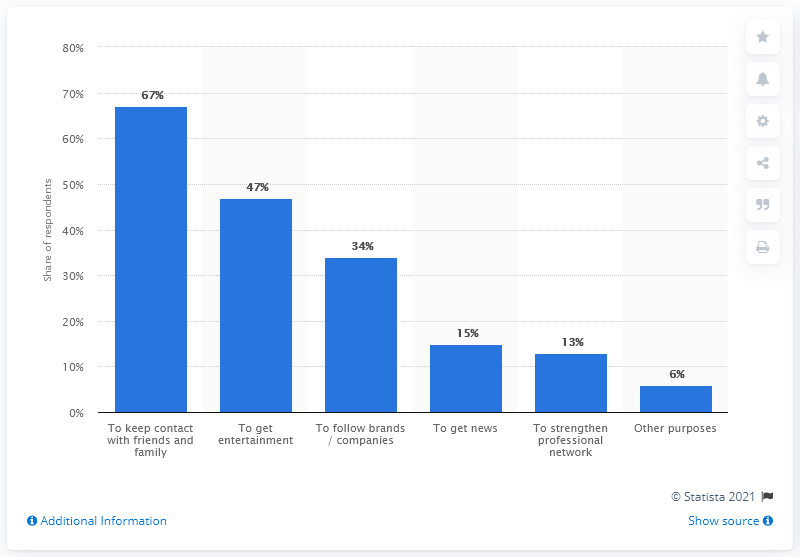 80%
70%
60%
50%
40%
30%
20%
10%
0%
Share of respondents
67%
47%
34%
15%
13%
6%
To keep contact
with friends and
family
To get
entertainment
To follow brands
/ companies
To get news
To strengthen
professional
network
Other purposes
© Statista 2021
Additional Information
Show source